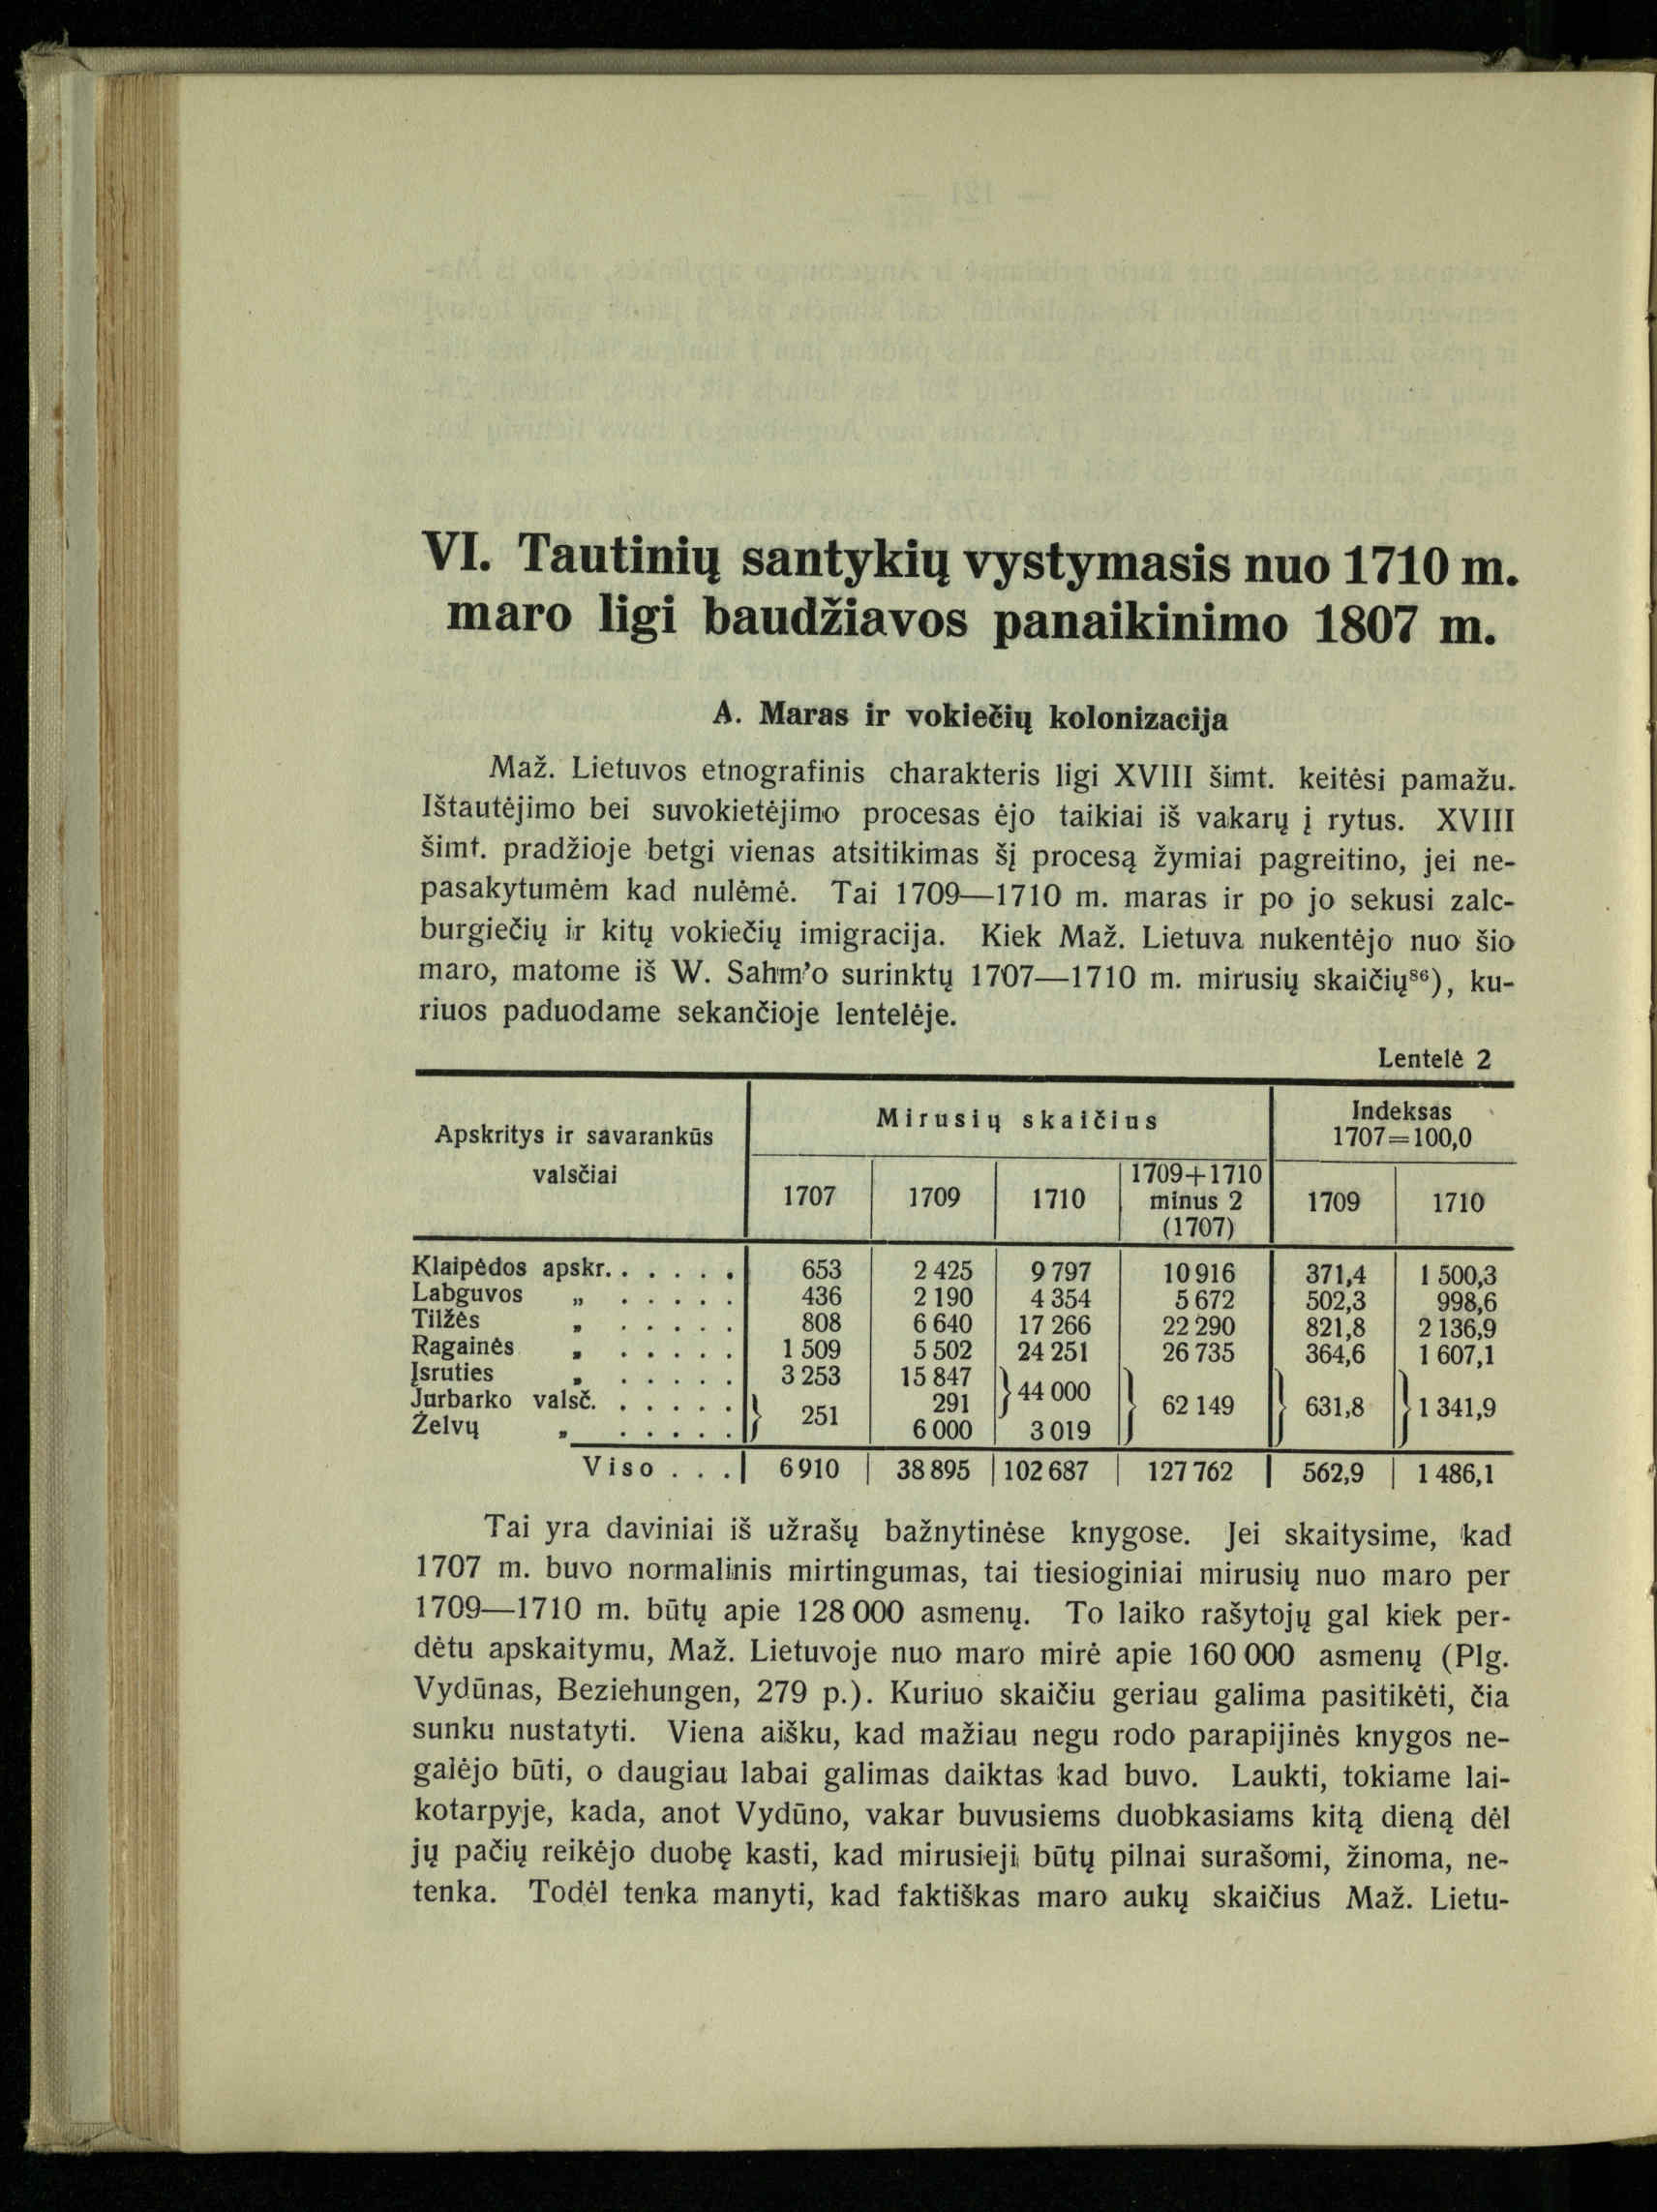 VI. Tautinių santykių vystymasis nuo 1710 m.
maro ligi baudžiavos panaikinimo 1807 m.
A. Maras ir vokiečių kolonizacija
Maž. Lietuvos etnografinis charakteris ligi XVIII šimt. keitėsi pamažu.
Ištautėjimo bei suvokietėjimo procesas ėjo taikiai iš vakarų į rytus. XVIII
šimt. pradžioje betgi vienas atsitikimas šį procesą žymiai pagreitino, jei ne-
pasakytumėm kad nulėmė. Tai 1709—1710 m. maras ir po jo sekusi zalc-
burgiečių ir kitų vokiečių imigracija. Kiek Maž. Lietuva nukentėjo nuo šio
maro, matome iš W. Sahm'o surinktų 1707—1710 m. mirusių skaičių⁸⁶), ku-
riuos paduodame sekančioje lentelėje.
Lentelė 2
Apskritys ir savarankūs valsčiai | Mirusių skaičius | Indeksas 1707=100,0
1707 | 1709 | 1710 | 1709+1710 minus 2 (1707) | 1709 | 1710
Klaipėdos apskr. . . . . . 653 2 425 9 797 10 916 371,4 1 500,3
Labguvos „ . . . . . 436 2 190 4 354 5 672 502,3 998,6
Tilžės „ . . . . . 808 6 640 17 266 22 290 821,8 2 136,9
Ragainės „ . . . . . 1 509 5 502 24 251 26 735 364,6 1 607,1
Įsruties „ . . . . . 3 253 15 847 } 44 000 } 62 149 } 631,8 } 1 341,9
Jurbarko valsč. . . . . . } 251 291
Želvų „ . . . . . 6 000 3 019
Viso . . . 6 910 38 895 102 687 127 762 562,9 1 486,1
Tai yra daviniai iš užrašų bažnytinėse knygose. Jei skaitysime, kad
1707 m. buvo normalinis mirtingumas, tai tiesioginiai mirusių nuo maro per
1709—1710 m. būtų apie 128 000 asmenų. To laiko rašytojų gal kiek per-
dėtu apskaitymu, Maž. Lietuvoje nuo maro mirė apie 160 000 asmenų (Plg.
Vydūnas, Beziehungen, 279 p.). Kuriuo skaičiu geriau galima pasitikėti, čia
sunku nustatyti. Viena aišku, kad mažiau negu rodo parapijinės knygos ne-
galėjo būti, o daugiau labai galimas daiktas kad buvo. Laukti, tokiame lai-
kotarpyje, kada, anot Vydūno, vakar buvusiems duobkasiams kitą dieną dėl
jų pačių reikėjo duobę kasti, kad mirusieji būtų pilnai surašomi, žinoma, ne-
tenka. Todėl tenka manyti, kad faktiškas maro aukų skaičius Maž. Lietu-